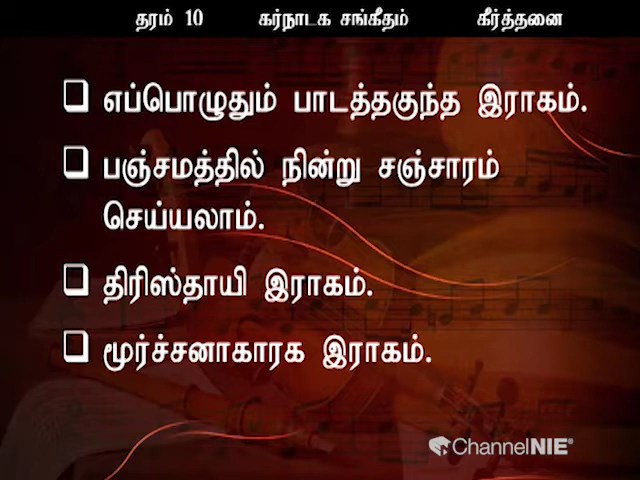 தரம் 10 கர்நாடக சங்கீதம் கீர்த்தனை
எப்பொழுதும் பாடத்தகுந்த இராகம்.
பஞ்சமத்தில் நின்று சஞ்சாரம்
செய்யலாம்.
திரிஸ்தாயி இராகம்.
மூர்ச்சனாகாரக இராகம்.
ChannelNIE®